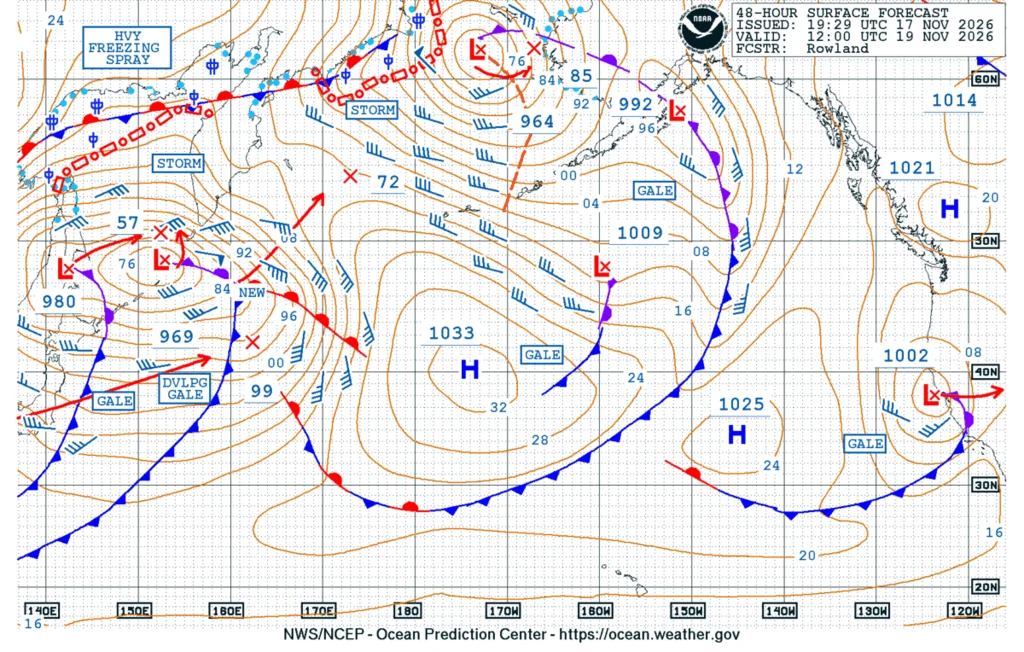 24
HVY
FREEZING
SPRAY
NOAA
48-HOUR SURFACE FORECAST
ISSUED: 19:29 UTC 17 NOV 2026
VALID: 12:00 UTC 19 NOV 2026
FCSTR: Rowland
L
76
84
85
60N
92
992
1014
STORM
L
964
96
STORM
12
1021
00
72
GALE
20
04
H
57
1009
08
50N
08
92
L
L
76
L
84
NEW
980
96
16
969
1033
1002
08
GALE
00
H
40N
DVLPG
GALE
99
24
L
GALE
32
1025
H
28
GALE
24
30N
16
20
20N
140E
150E
160E
170E
180
170W
160W
150W
140W
130W
120W
16
NWS/NCEP - Ocean Prediction Center - https://ocean.weather.gov